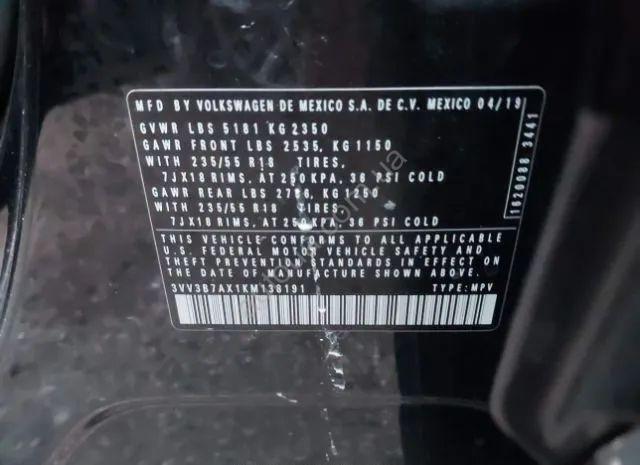 MFD BY VOLKSWAGEN DE MEXICO S.A. DE C.V. MEXICO 04/19
GVWR LBS 5181 KG 2350
GAWR FRONT LBS 2535, KG 1150
WITH 235/55 R18 TIRES,
7JX18 RIMS, AT 250 KPA, 36 PSI COLD
GAWR REAR LBS 2756, KG 1250
WITH 235/55 R18 TIRES,
7JX18 RIMS, AT 250 KPA, 36 PSI COLD
THIS VEHICLE CONFORMS TO ALL APPLICABLE
U.S. FEDERAL MOTOR VEHICLE SAFETY AND
THEFT PREVENTION STANDARDS IN EFFECT ON
THE DATE OF MANUFACTURE SHOWN ABOVE.
3VV3B7AX1KM138191 TYPE: MPV
1620088 3441